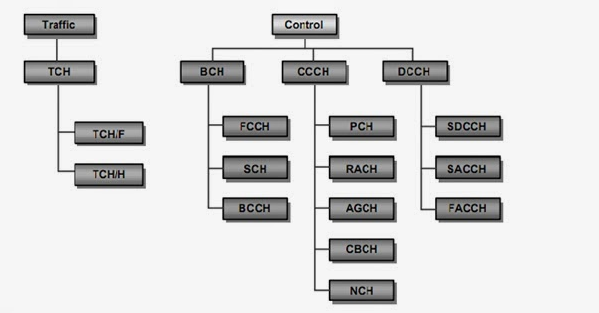 Traffic
Control
TCH
BCH
CCCH
DCCH
TCH/F
TCH/H
FCCH
SCH
BCCH
PCH
RACH
AGCH
CBCH
NCH
SDCCH
SACCH
FACCH